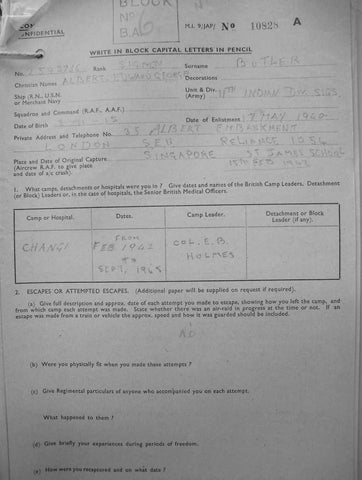 BLOCK
CONFIDENTIAL
Nº 6
B.A.
M.I. 9/JAP/ No 10828 A
WRITE IN BLOCK CAPITAL LETTERS IN PENCIL
No. Rank SIGMN Surname BUTLER
Christian Names ALBERT EDWARD GEORGE Decorations
Ship (R.N., U.S.N. or Merchant Navy Unit & Div. (Army) 11TH INDIAN DIV. SIGS.
Squadron and Command (R.A.F., A.A.F.)
Date of Birth 15 Date of Enlistment MAY 1940
Private Address and Telephone No. 35 ALBERT EMBANKMENT
LONDON S.E.11 RELIANCE 1056
Place and Date of Original Capture SINGAPORE ST JAMES SCHOOL
(Aircrew R.A.F. to give place and date of a/c crash). 15TH FEB
1. What camps, detachments or hospitals were you in ? Give dates and names of the British Camp Leaders, Detachment
(or Block) Leaders or, in the case of hospitals, the Senior British Medical Officers.
Camp or Hospital. Dates. Camp Leader. Detachment or Block Leader (if any).
CHANGI FROM FEB 1942 TO SEPT, 1945 COL. E.B. HOLMES
2. ESCAPES OR ATTEMPTED ESCAPES. (Additional paper will be supplied on request if required).
(a) Give full description and approx. date of each attempt you made to escape, showing how you left the camp, and
from which camp each attempt was made. State whether there was an air-raid in progress at the time or not. If an
escape was made from a train or vehicle the approx. speed and how it was guarded should be included.
NO
(b) Were you physically fit when you made these attempts ?
(c) Give Regimental particulars of anyone who accompanied you on each attempt.
What happened to them ?
(d) Give briefly your experiences during periods of freedom.
(e) How were you recaptured and on what date ?